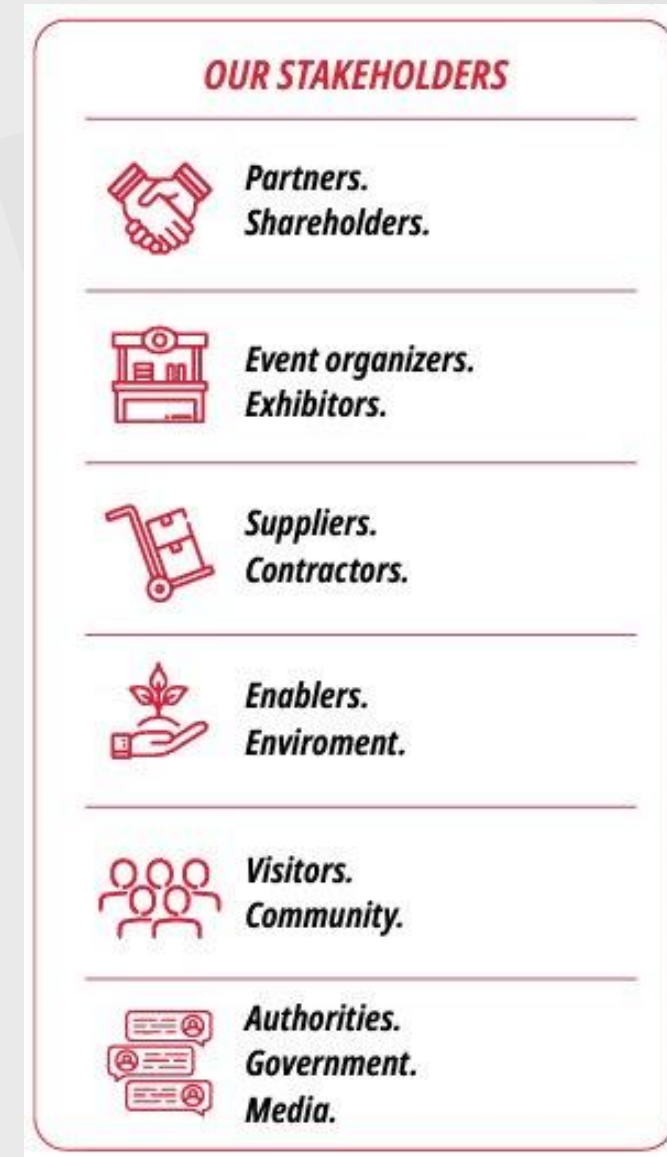 OUR STAKEHOLDERS
Partners.
Shareholders.
Event organizers.
Exhibitors.
Suppliers.
Contractors.
Enablers.
Enviroment.
Visitors.
Community.
Authorities.
Government.
Media.